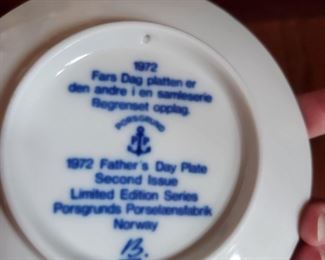 1972
Fars Dag platten er
den andre i en samleserie
Begrenset opplag.
PORSGRUND
1972 Father's Day Plate
Second Issue
Limited Edition Series
Porsgrunds Porselænsfabrik
Norway
B.